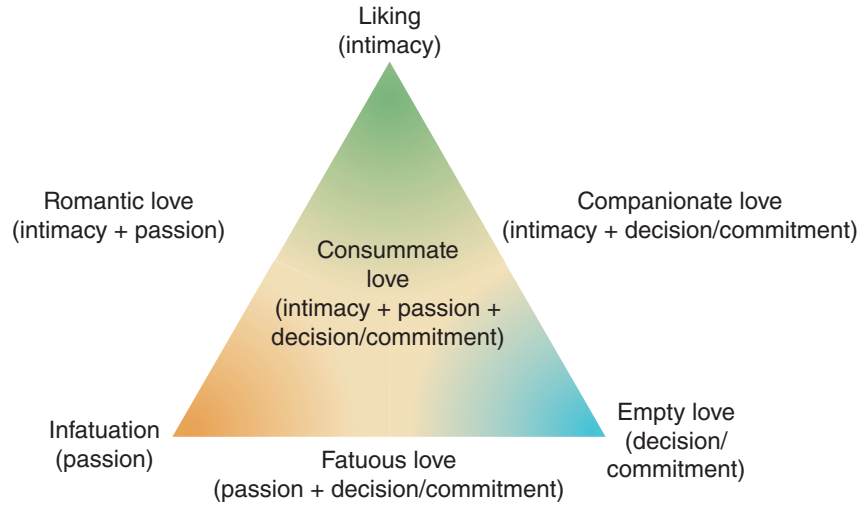 Liking
(intimacy)
Romantic love
(intimacy + passion)
Companionate love
(intimacy + decision/commitment)
Consummate
love
(intimacy + passion +
decision/commitment)
Infatuation
(passion)
Fatuous love
(passion + decision/commitment)
Empty love
(decision/
commitment)